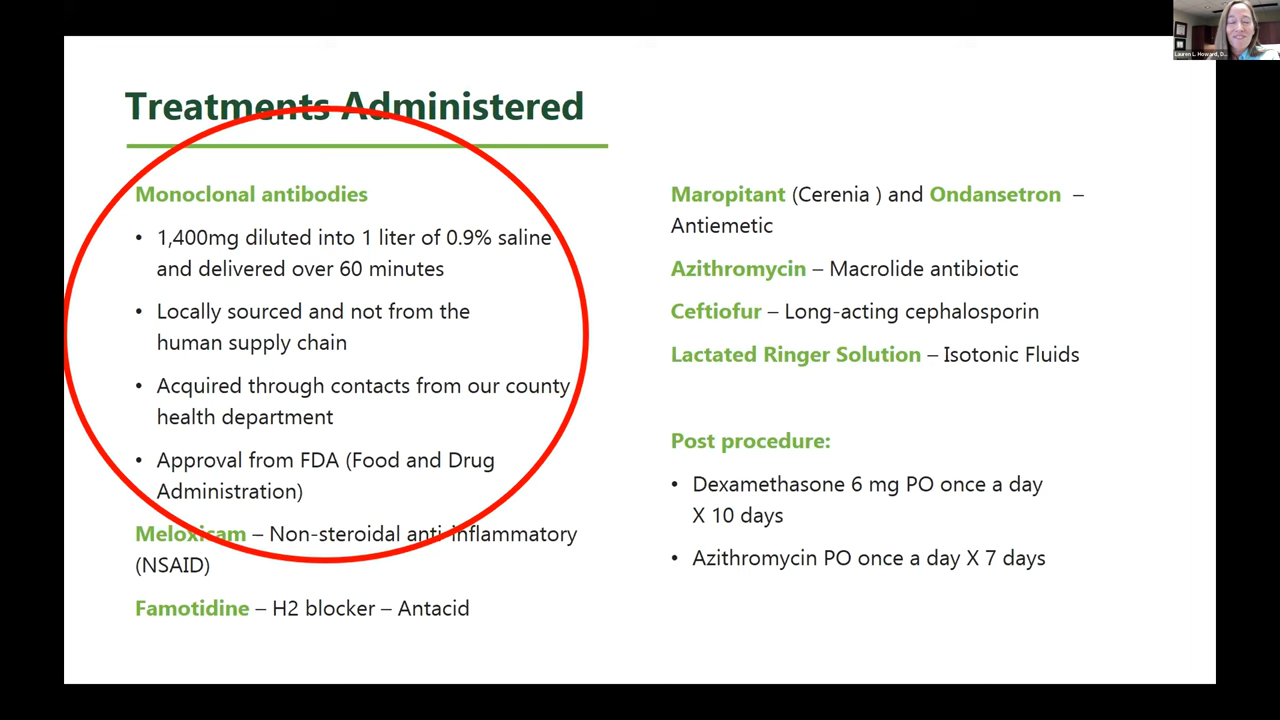 Treatments Administered
Monoclonal antibodies
• 1,400mg diluted into 1 liter of 0.9% saline
and delivered over 60 minutes
• Locally sourced and not from the
human supply chain
• Acquired through contacts from our county
health department
• Approval from FDA (Food and Drug
Administration)
Meloxicam – Non-steroidal anti-inflammatory
(NSAID)
Famotidine – H2 blocker – Antacid
Maropitant (Cerenia ) and Ondansetron –
Antiemetic
Azithromycin – Macrolide antibiotic
Ceftiofur – Long-acting cephalosporin
Lactated Ringer Solution – Isotonic Fluids
Post procedure:
• Dexamethasone 6 mg PO once a day
X 10 days
• Azithromycin PO once a day X 7 days
Lauren L. Howard, D...